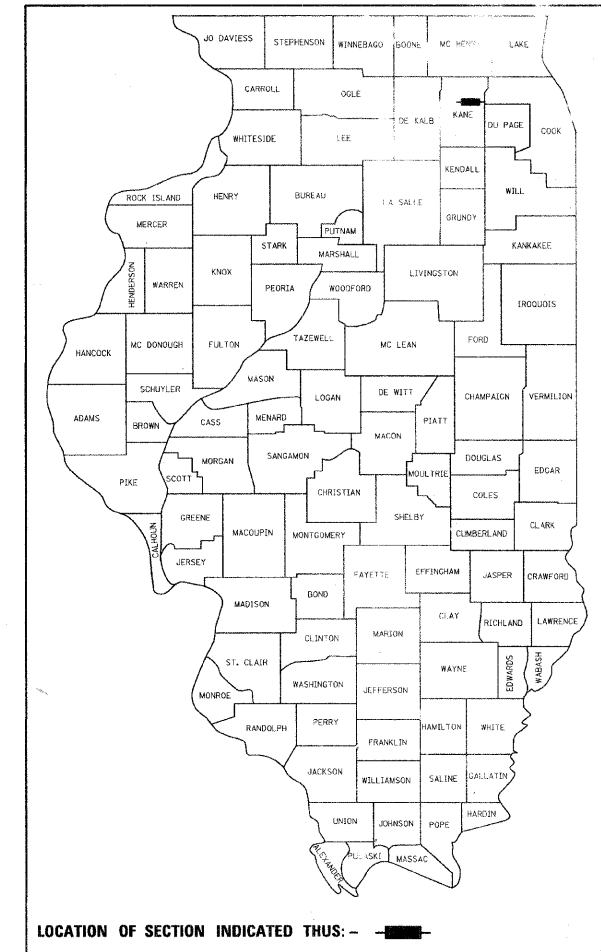 JO DAVIESS STEPHENSON WINNEBAGO BOONE MC HENRY LAKE
CARROLL OGLE DE KALB KANE DU PAGE COOK
WHITESIDE LEE
KENDALL
ROCK ISLAND HENRY BUREAU LA SALLE GRUNDY WILL
MERCER PUTNAM
STARK MARSHALL KANKAKEE
HENDERSON WARREN KNOX PEORIA WOODFORD LIVINGSTON IROQUOIS
HANCOCK MC DONOUGH FULTON TAZEWELL MC LEAN FORD
SCHUYLER MASON LOGAN DE WITT CHAMPAIGN VERMILION
ADAMS BROWN CASS MENARD MACON PIATT
PIKE SCOTT MORGAN SANGAMON MOULTRIE DOUGLAS EDGAR
CHRISTIAN COLES
CALHOUN GREENE MACOUPIN MONTGOMERY SHELBY CUMBERLAND CLARK
JERSEY FAYETTE EFFINGHAM JASPER CRAWFORD
MADISON BOND
CLAY RICHLAND LAWRENCE
CLINTON MARION
ST. CLAIR WAYNE EDWARDS WABASH
WASHINGTON JEFFERSON
MONROE
RANDOLPH PERRY HAMILTON WHITE
FRANKLIN
JACKSON WILLIAMSON SALINE GALLATIN
UNION JOHNSON POPE HARDIN
ALEXANDER PULASKI MASSAC
LOCATION OF SECTION INDICATED THUS: -